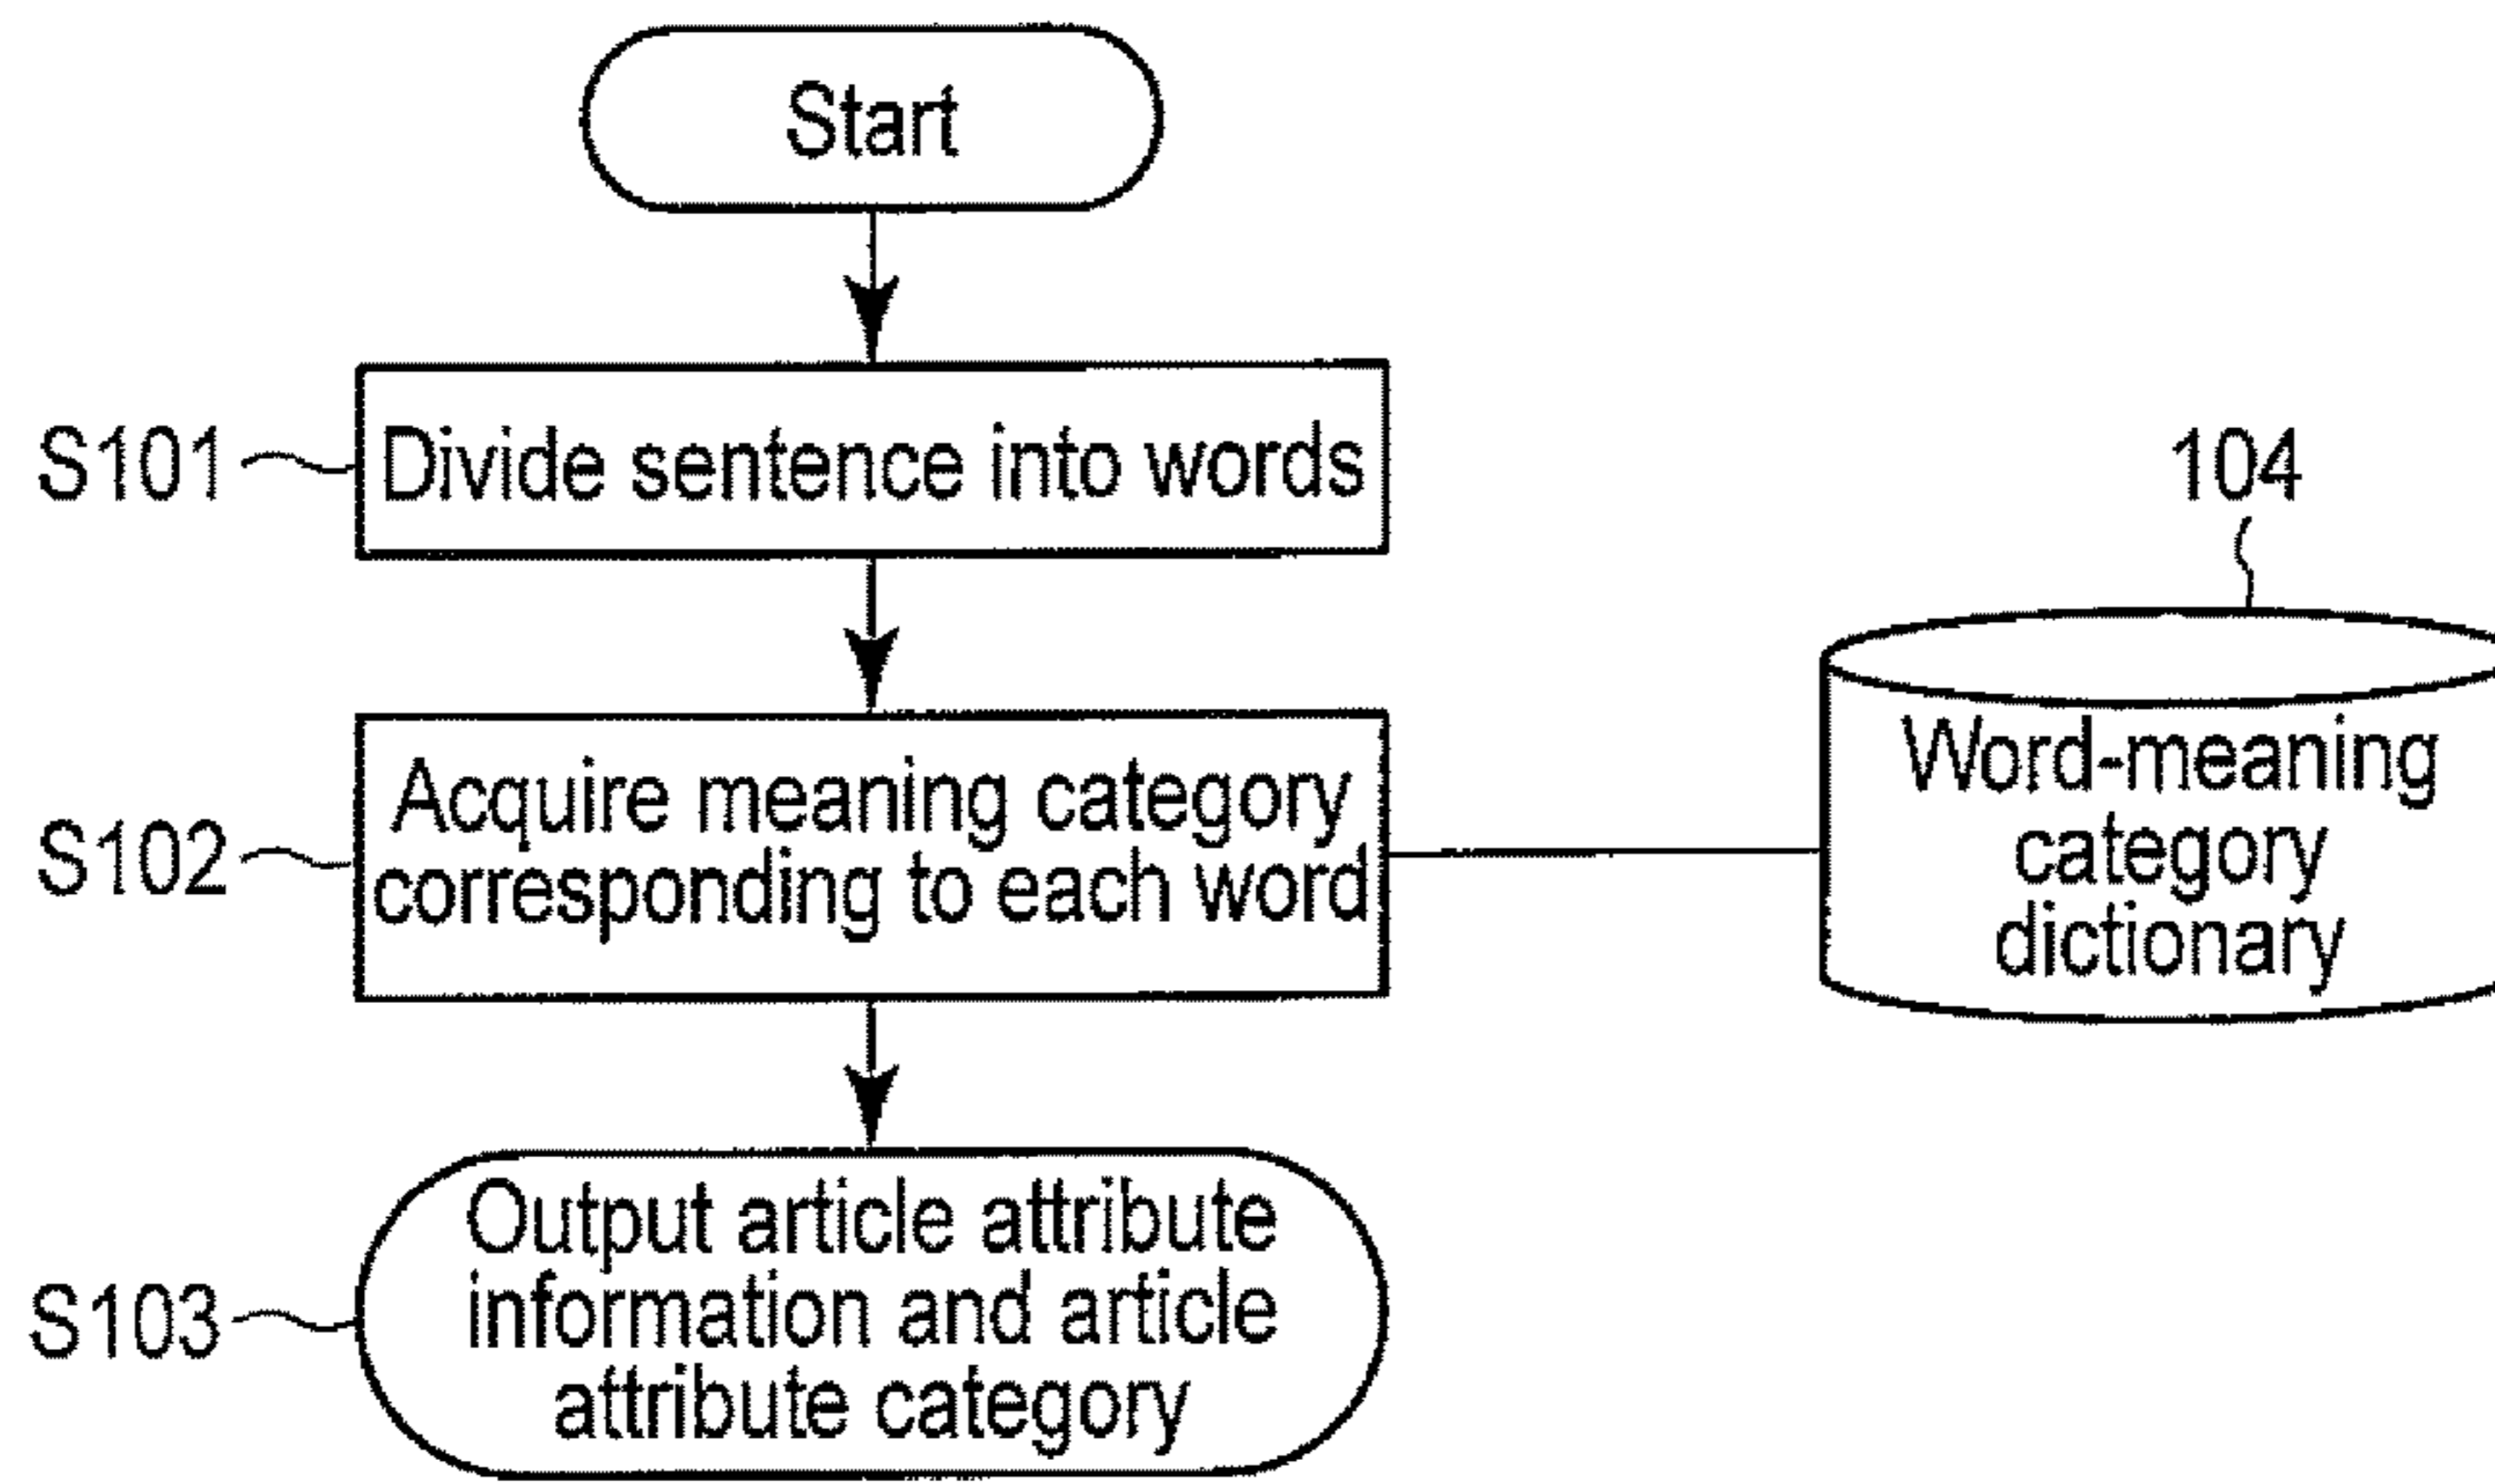 Start
S101
Divide sentence into words
104
S102
Acquire meaning category
corresponding to each word
Word-meaning
category
dictionary
S103
Output article attribute
information and article
attribute category